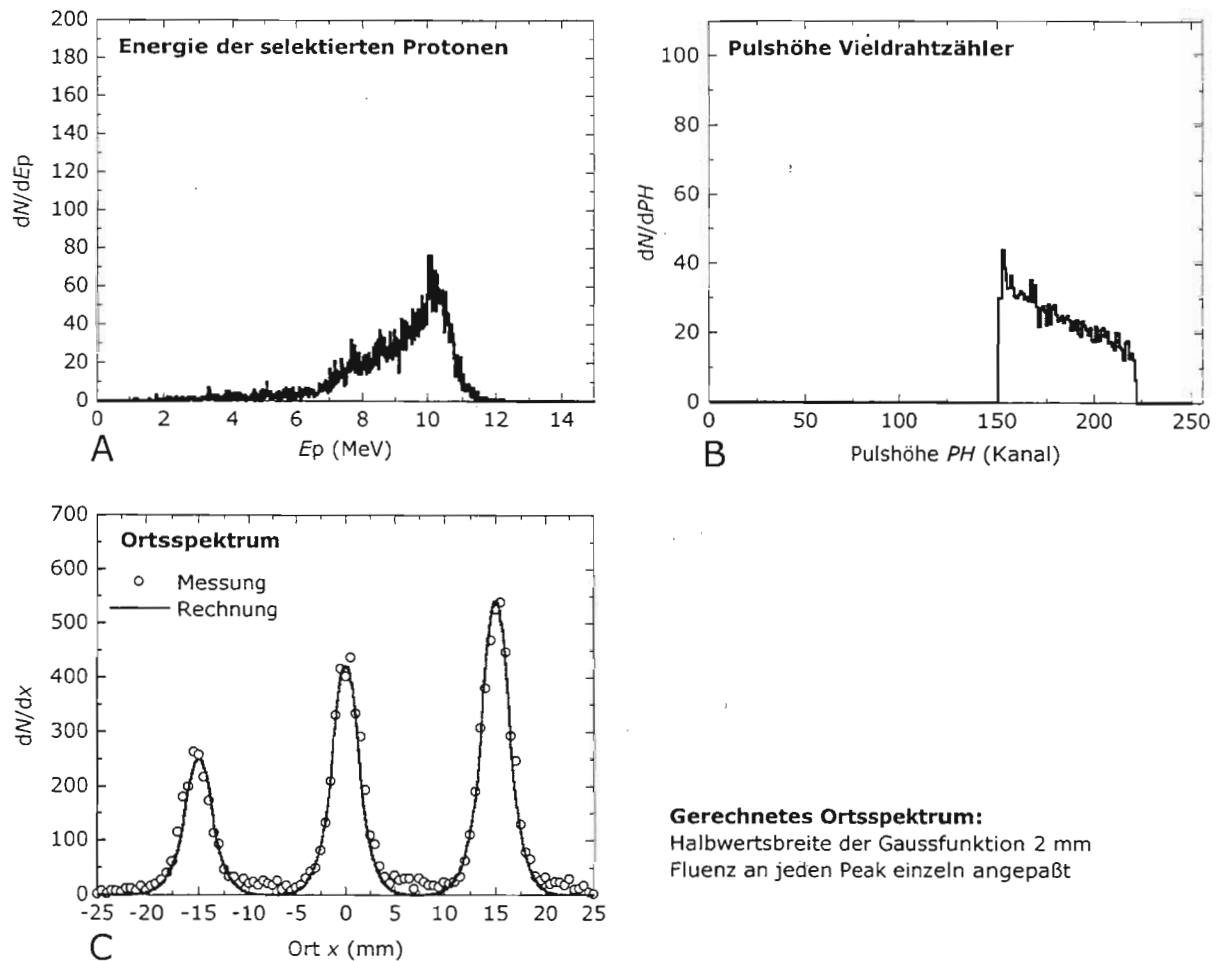 Energie der selektierten Protonen
200
180
160
140
120
100
80
60
40
20
0
dN/dEp
0 2 4 6 8 10 12 14
Ep (MeV)
A
Pulshöhe Vieldrahtzähler
100
80
60
40
20
0
dN/dPH
0 50 100 150 200 250
Pulshöhe PH (Kanal)
B
Ortsspektrum
Messung
Rechnung
700
600
500
400
300
200
100
0
dN/dx
-25 -20 -15 -10 -5 0 5 10 15 20 25
Ort x (mm)
C
Gerechnetes Ortsspektrum:
Halbwertsbreite der Gaussfunktion 2 mm
Fluenz an jeden Peak einzeln angepaßt